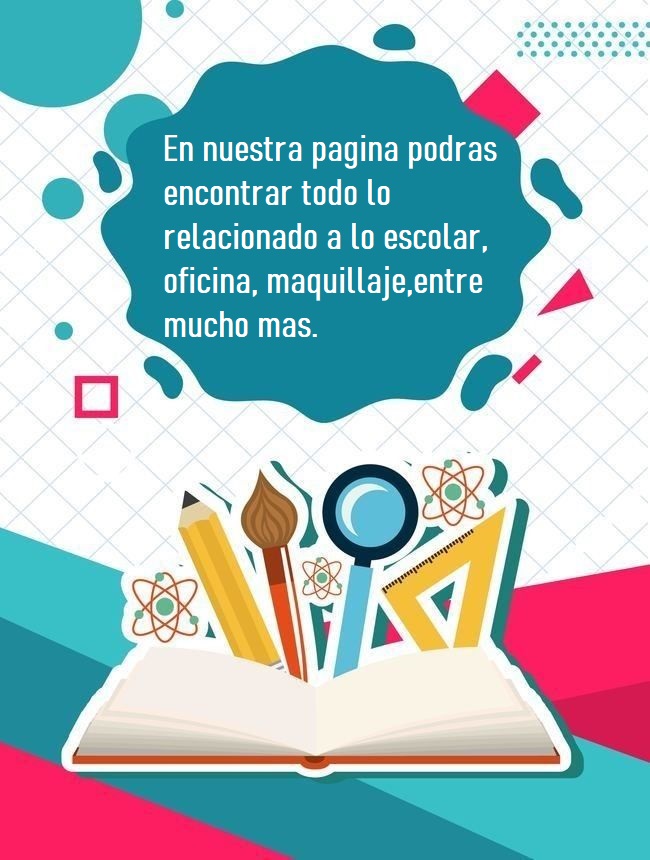 En nuestra pagina podras
encontrar todo lo
relacionado a lo escolar,
oficina, maquillaje,entre
mucho mas.